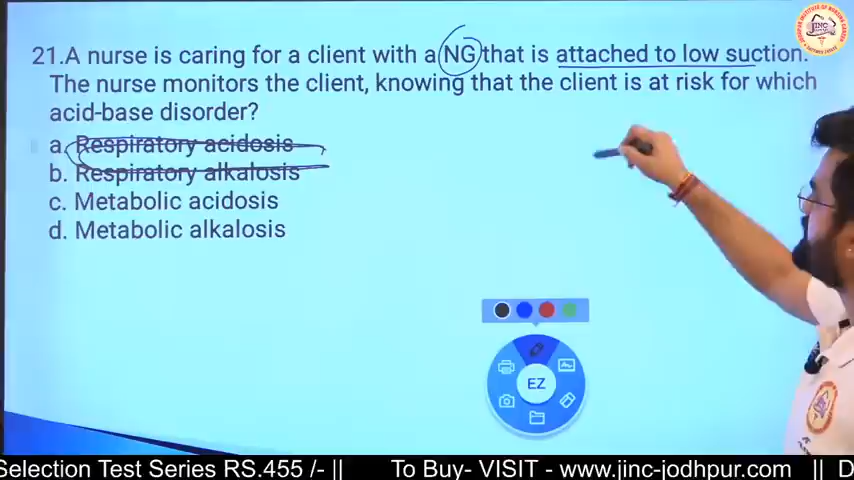 21.A nurse is caring for a client with a NG that is attached to low suction.
The nurse monitors the client, knowing that the client is at risk for which
acid-base disorder?
a. Respiratory acidosis
b. Respiratory alkalosis
c. Metabolic acidosis
d. Metabolic alkalosis
EZ
JINC
Selection Test Series RS.455 /- || To Buy- VISIT - www.jinc-jodhpur.com || D